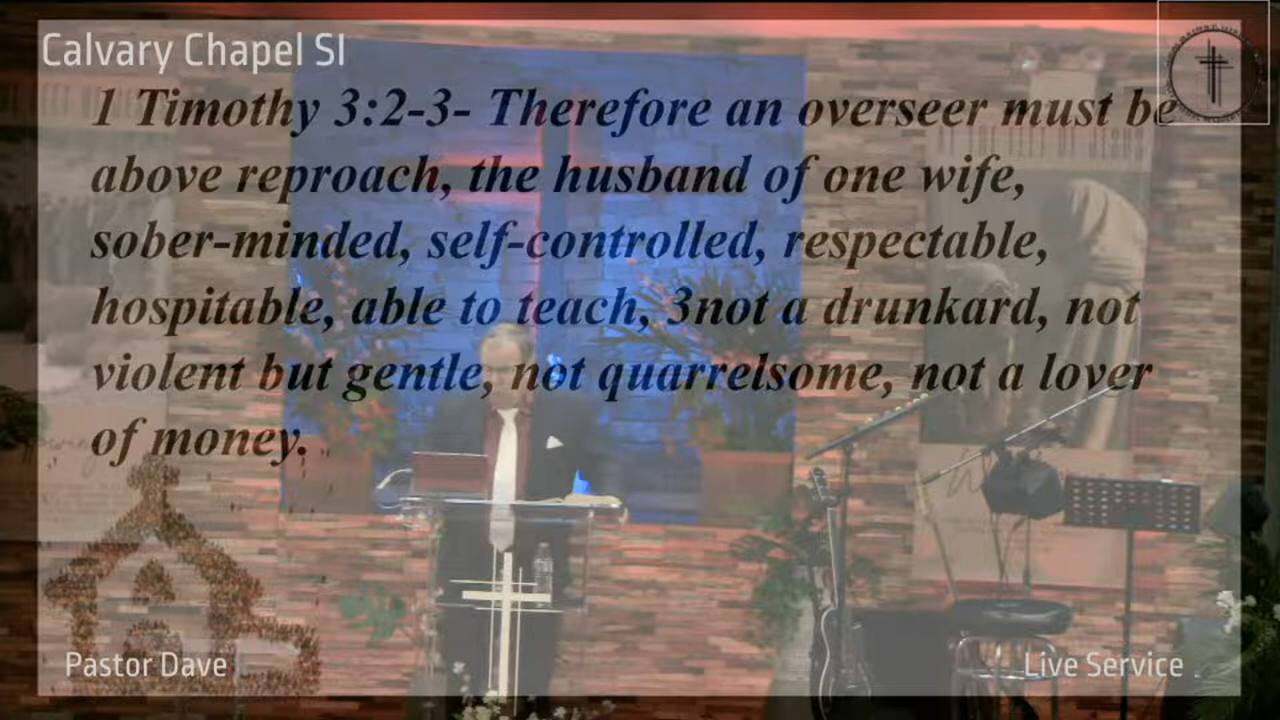 Calvary Chapel SI
1 Timothy 3:2-3- Therefore an overseer must be
above reproach, the husband of one wife,
sober-minded, self-controlled, respectable,
hospitable, able to teach, 3not a drunkard, not
violent but gentle, not quarrelsome, not a lover
of money.
Pastor Dave
Live Service